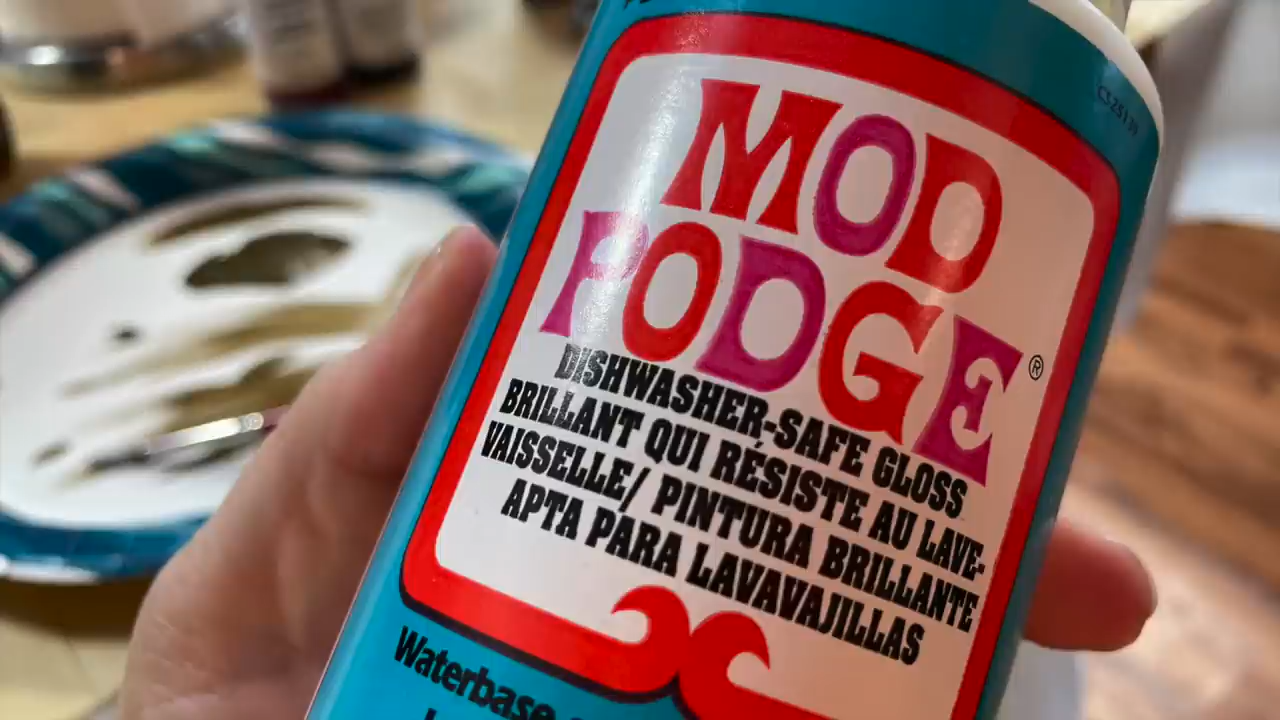 MOD
PODGE®
DISHWASHER-SAFE GLOSS
BRILLANT QUI RÉSISTE AU LAVE-
VAISSELLE/ PINTURA BRILLANTE
APTA PARA LAVAVAJILLAS
Waterbase